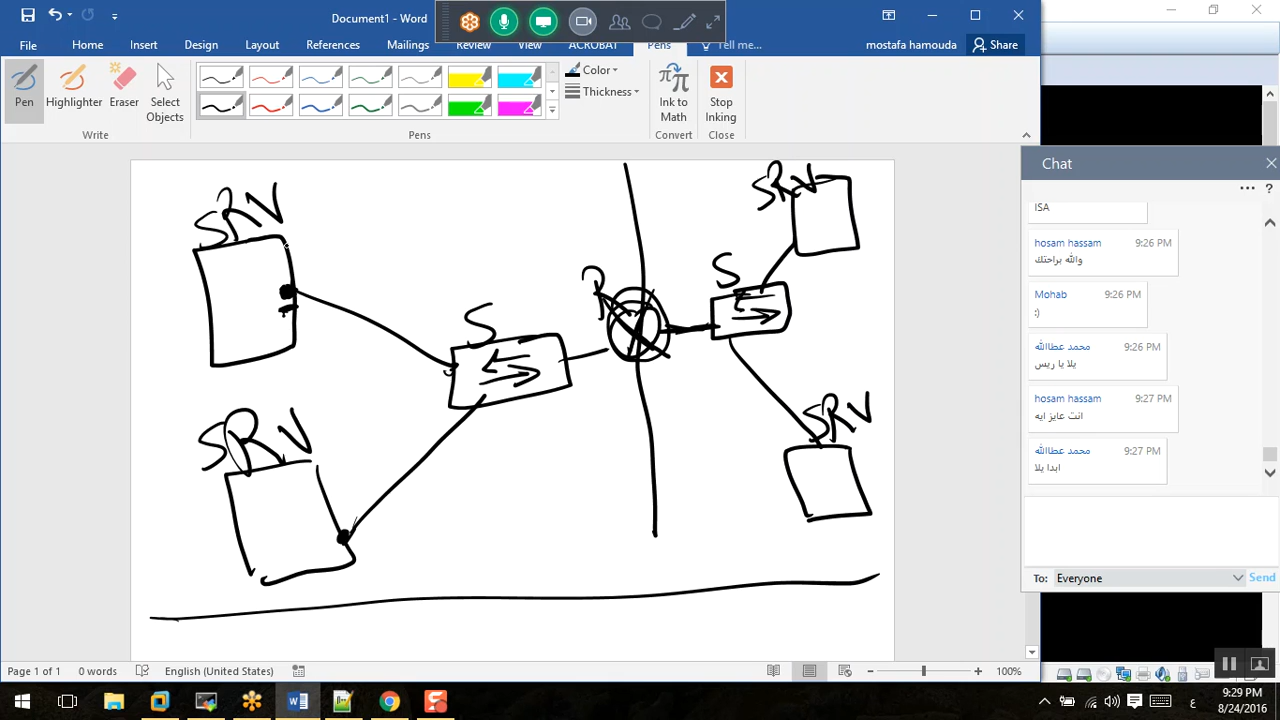 Document1 - Word
File
Home
Insert
Design
Layout
References
Mailings
Review
View
ACROBAT
Pens
Tell me...
mostafa hamouda
Share
Pen
Highlighter
Eraser
Select
Objects
Color
Thickness
Ink to
Math
Stop
Inking
Write
Pens
Convert
Close
SRV
SRV
S
R
S
SRV
SRV
Chat
ISA
hosam hassam 9:26 PM
والله براحتك
Mohab 9:26 PM
:)
محمد عطاالله 9:26 PM
يلا يا ريس
hosam hassam 9:27 PM
انت عايز ايه
محمد عطاالله 9:27 PM
ابدا يلا
To: Everyone Send
Page 1 of 1 0 words English (United States) 100%
ع
9:29 PM
8/24/2016